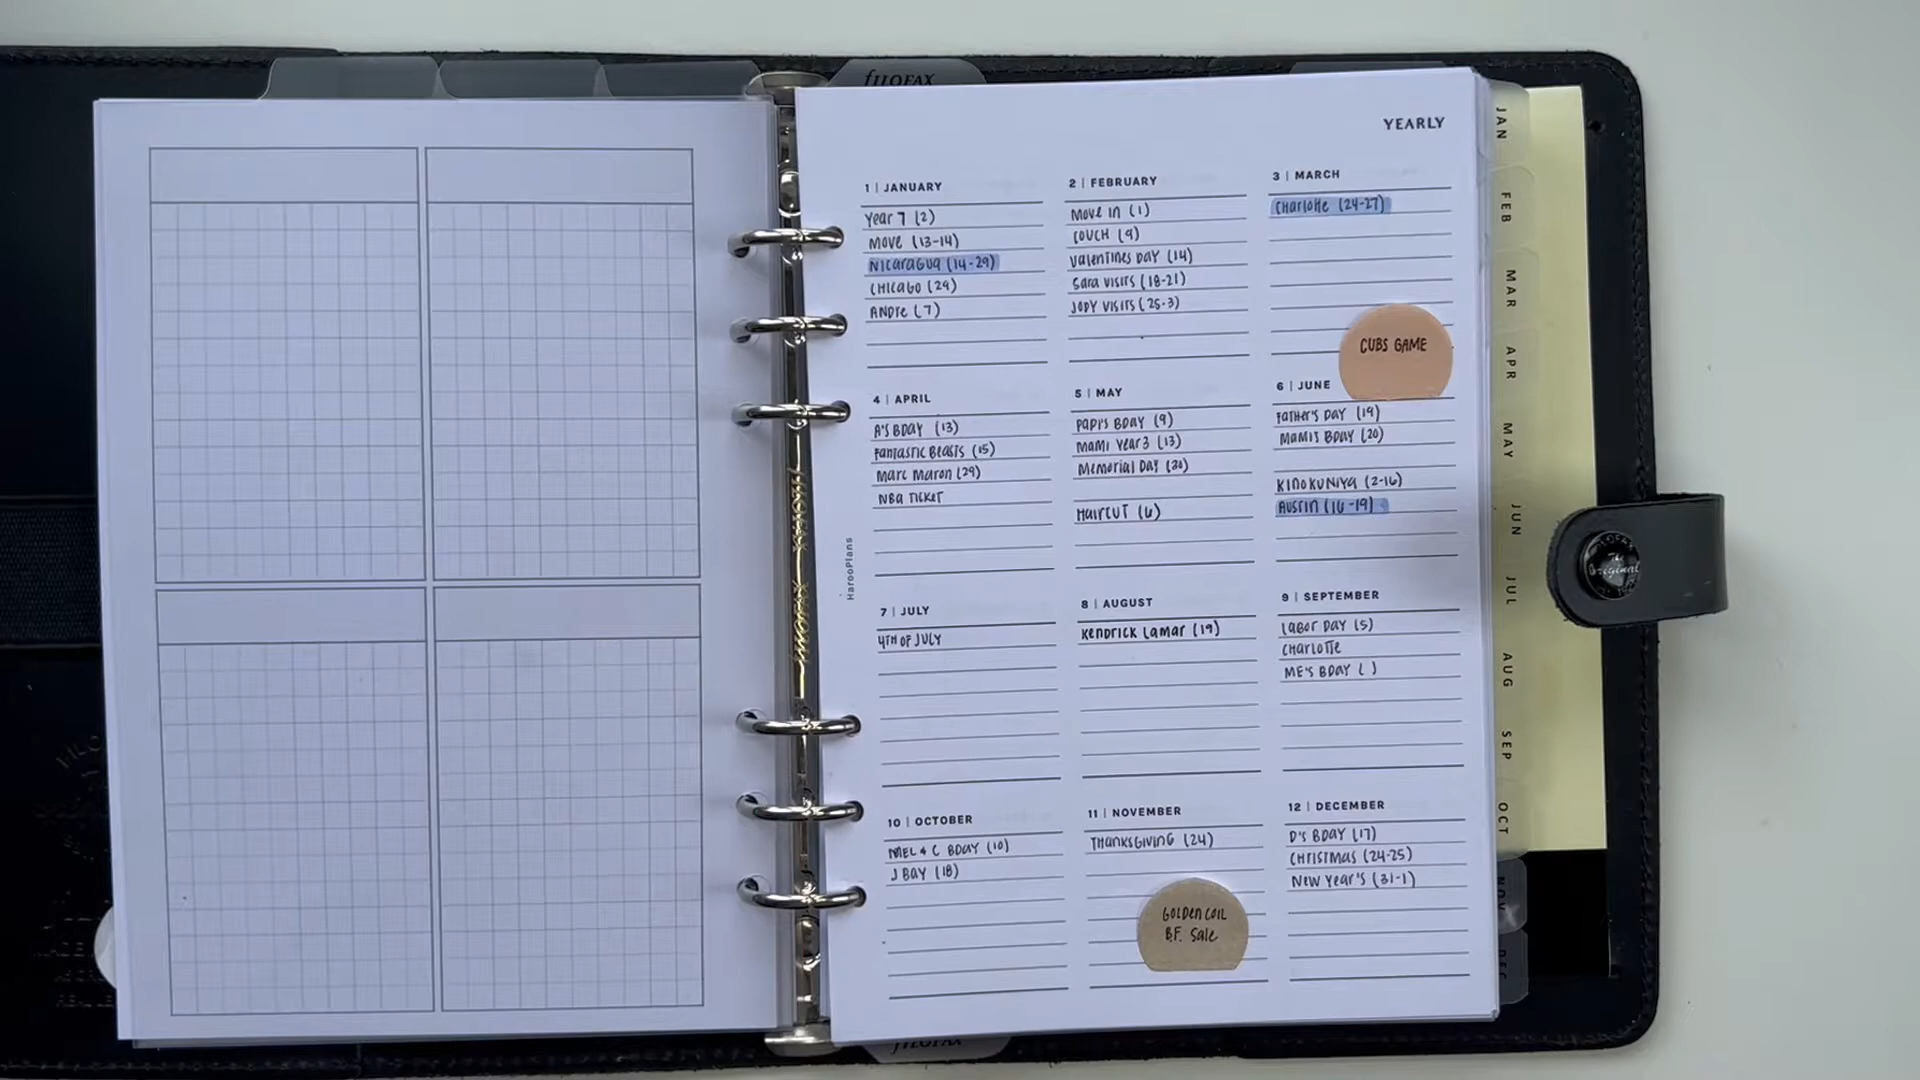 FILOFAX
YEARLY
1 | JANUARY
Year 7 (2)
MOVE (13-14)
NICARAGUA (14-29)
CHICAGO (29)
ANDRE (7)
2 | FEBRUARY
MOVE IN (1)
COUCH (9)
VALENTINES DAY (14)
SARA VISITS (18-21)
JODY VISITS (25-3)
3 | MARCH
CHARLOTTE (24-27)
CUBS GAME
4 | APRIL
A'S BDAY (13)
FANTASTIC BEASTS (15)
MARC MARON (29)
NBA TICKET
5 | MAY
PAPI'S BDAY (9)
MAMI YEAR 3 (13)
MEMORIAL DAY (30)
HAIRCUT (6)
6 | JUNE
FATHER'S DAY (19)
MAMI'S BDAY (20)
KINOKUNIYA (2-16)
AUSTIN (16-19)
7 | JULY
4TH OF JULY
8 | AUGUST
KENDRICK LAMAR (19)
9 | SEPTEMBER
LABOR DAY (5)
CHARLOTTE
ME'S BDAY ( )
10 | OCTOBER
MEL & C BDAY (10)
J BAY (18)
11 | NOVEMBER
THANKSGIVING (24)
GOLDEN COIL
B.F. SALE
12 | DECEMBER
D'S BDAY (17)
CHRISTMAS (24-25)
NEW YEAR'S (31-1)
HarooPlans
JAN
FEB
MAR
APR
MAY
JUN
JUL
AUG
SEP
OCT
NOV
DEC
The
Original
FILOFAX